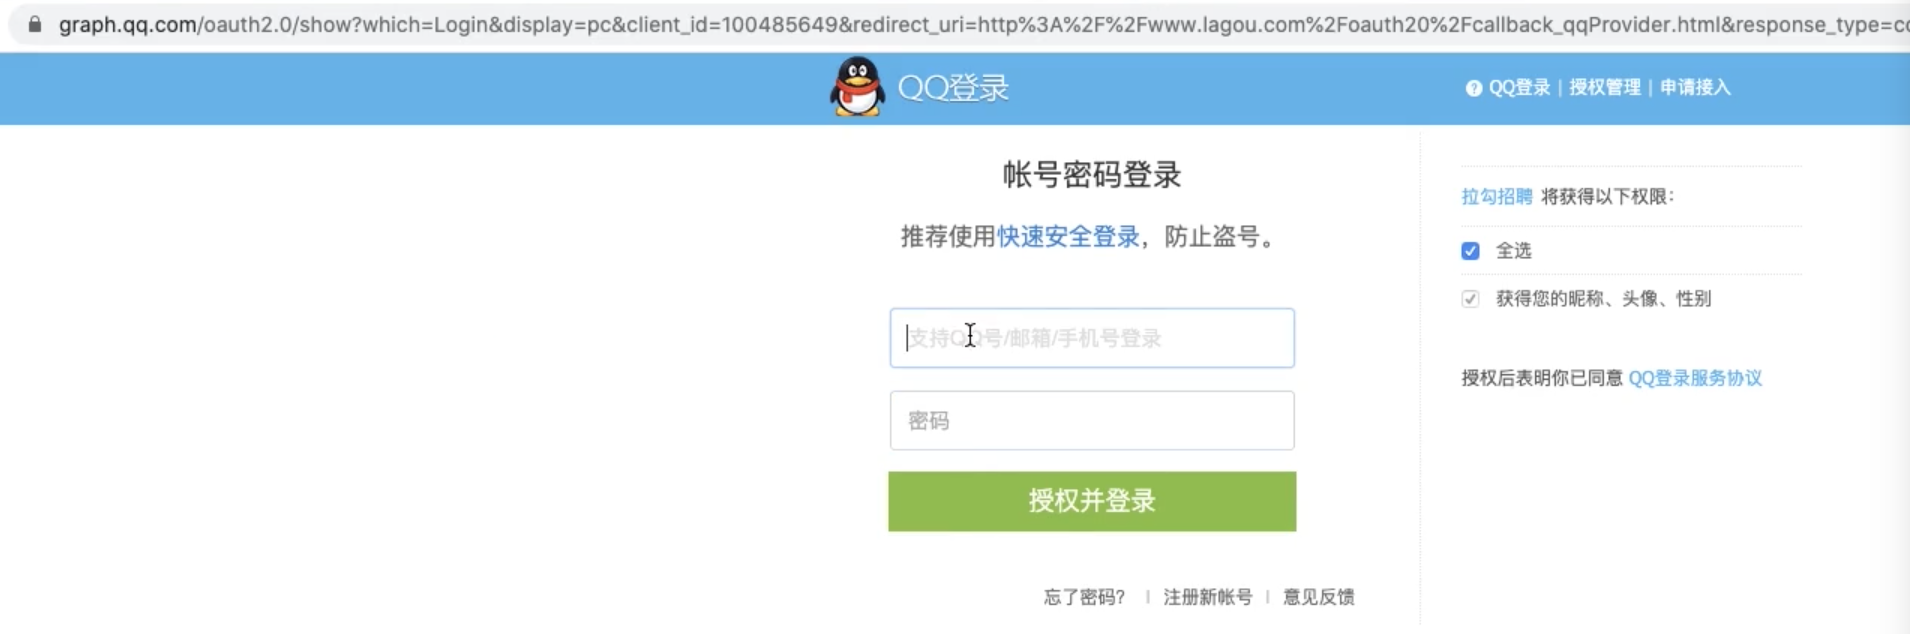 graph.qq.com/oauth2.0/show?which=Login&display=pc&client_id=100485649&redirect_uri=http%3A%2F%2Fwww.lagou.com%2Foauth20%2Fcallback_qqProvider.html&response_type=co
QQ登录
QQ登录 | 授权管理 | 申请接入
帐号密码登录
推荐使用快速安全登录，防止盗号。
支持QQ号/邮箱/手机号登录
密码
授权并登录
忘了密码? | 注册新帐号 | 意见反馈
拉勾招聘 将获得以下权限：
全选
获得您的昵称、头像、性别
授权后表明你已同意 QQ登录服务协议